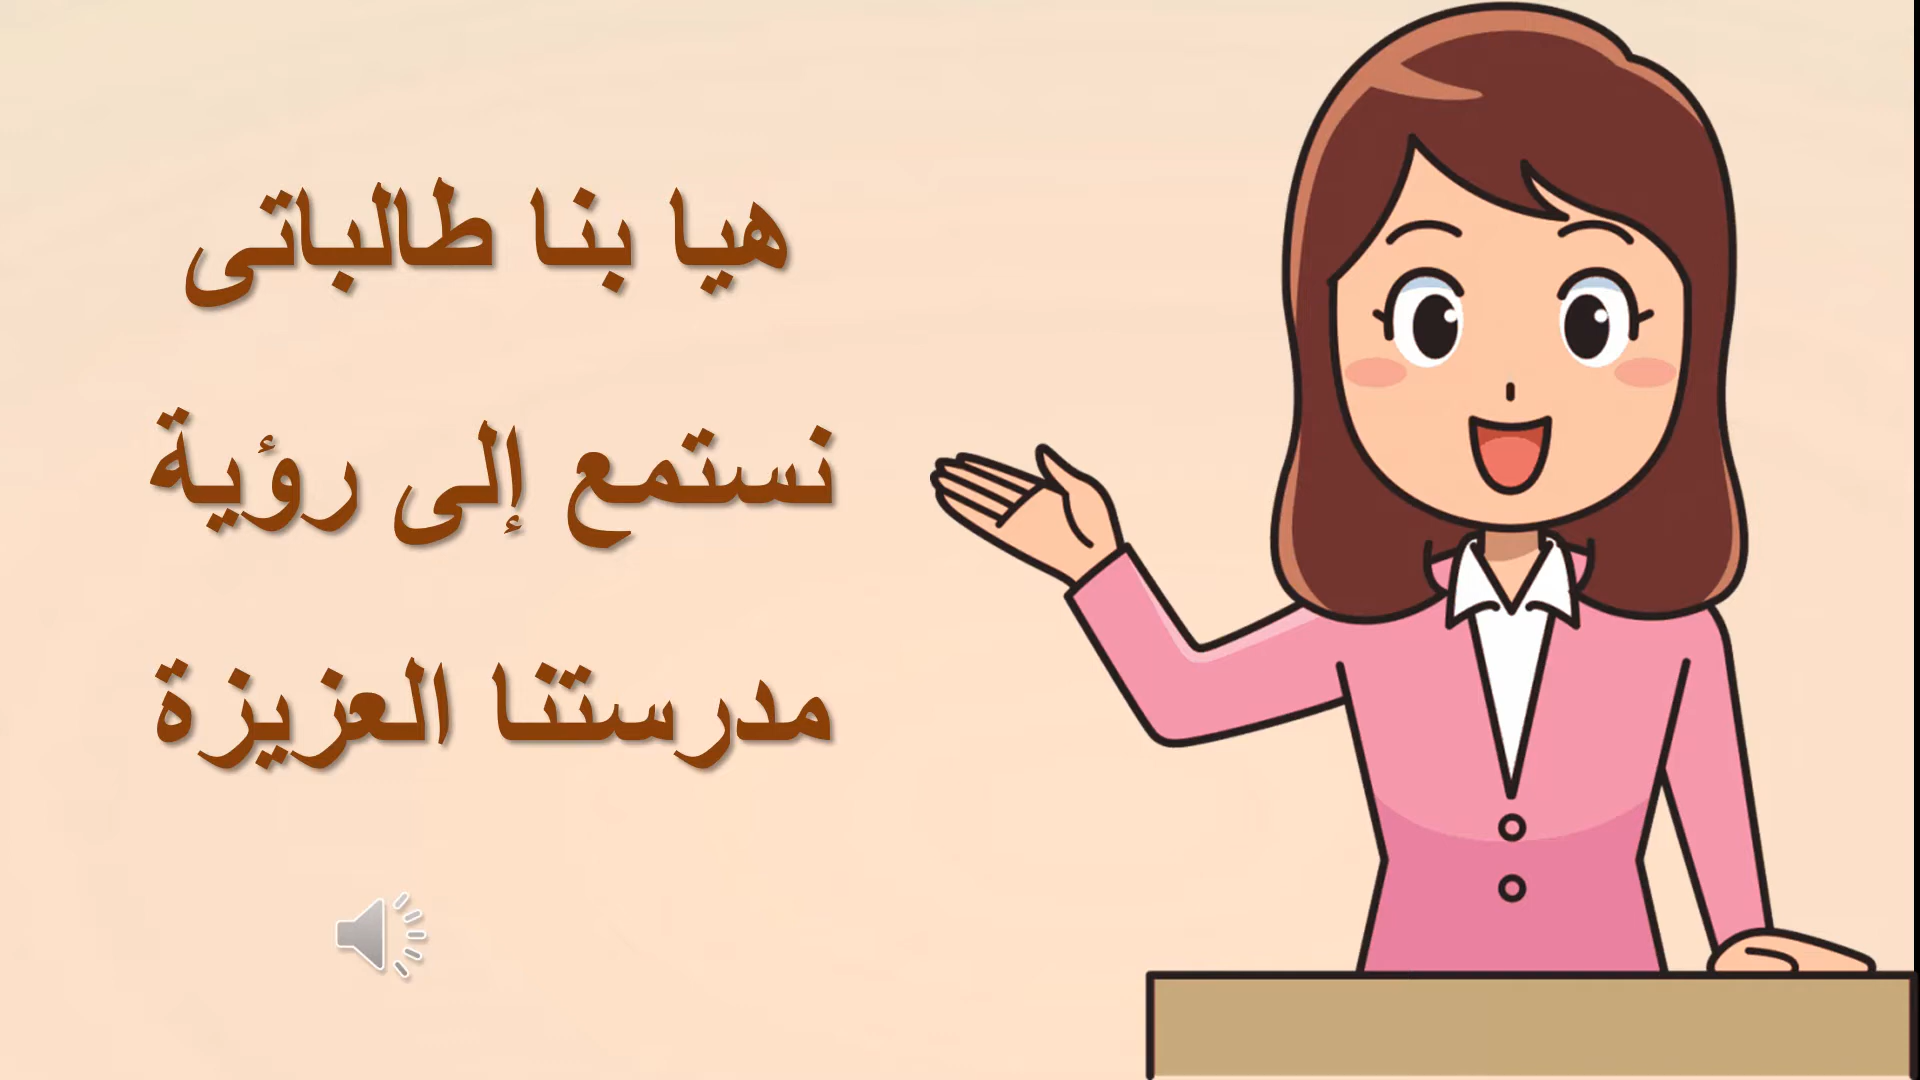 هيا بنا طالباتى
نستمع إلى رؤية
مدرستنا العزيزة